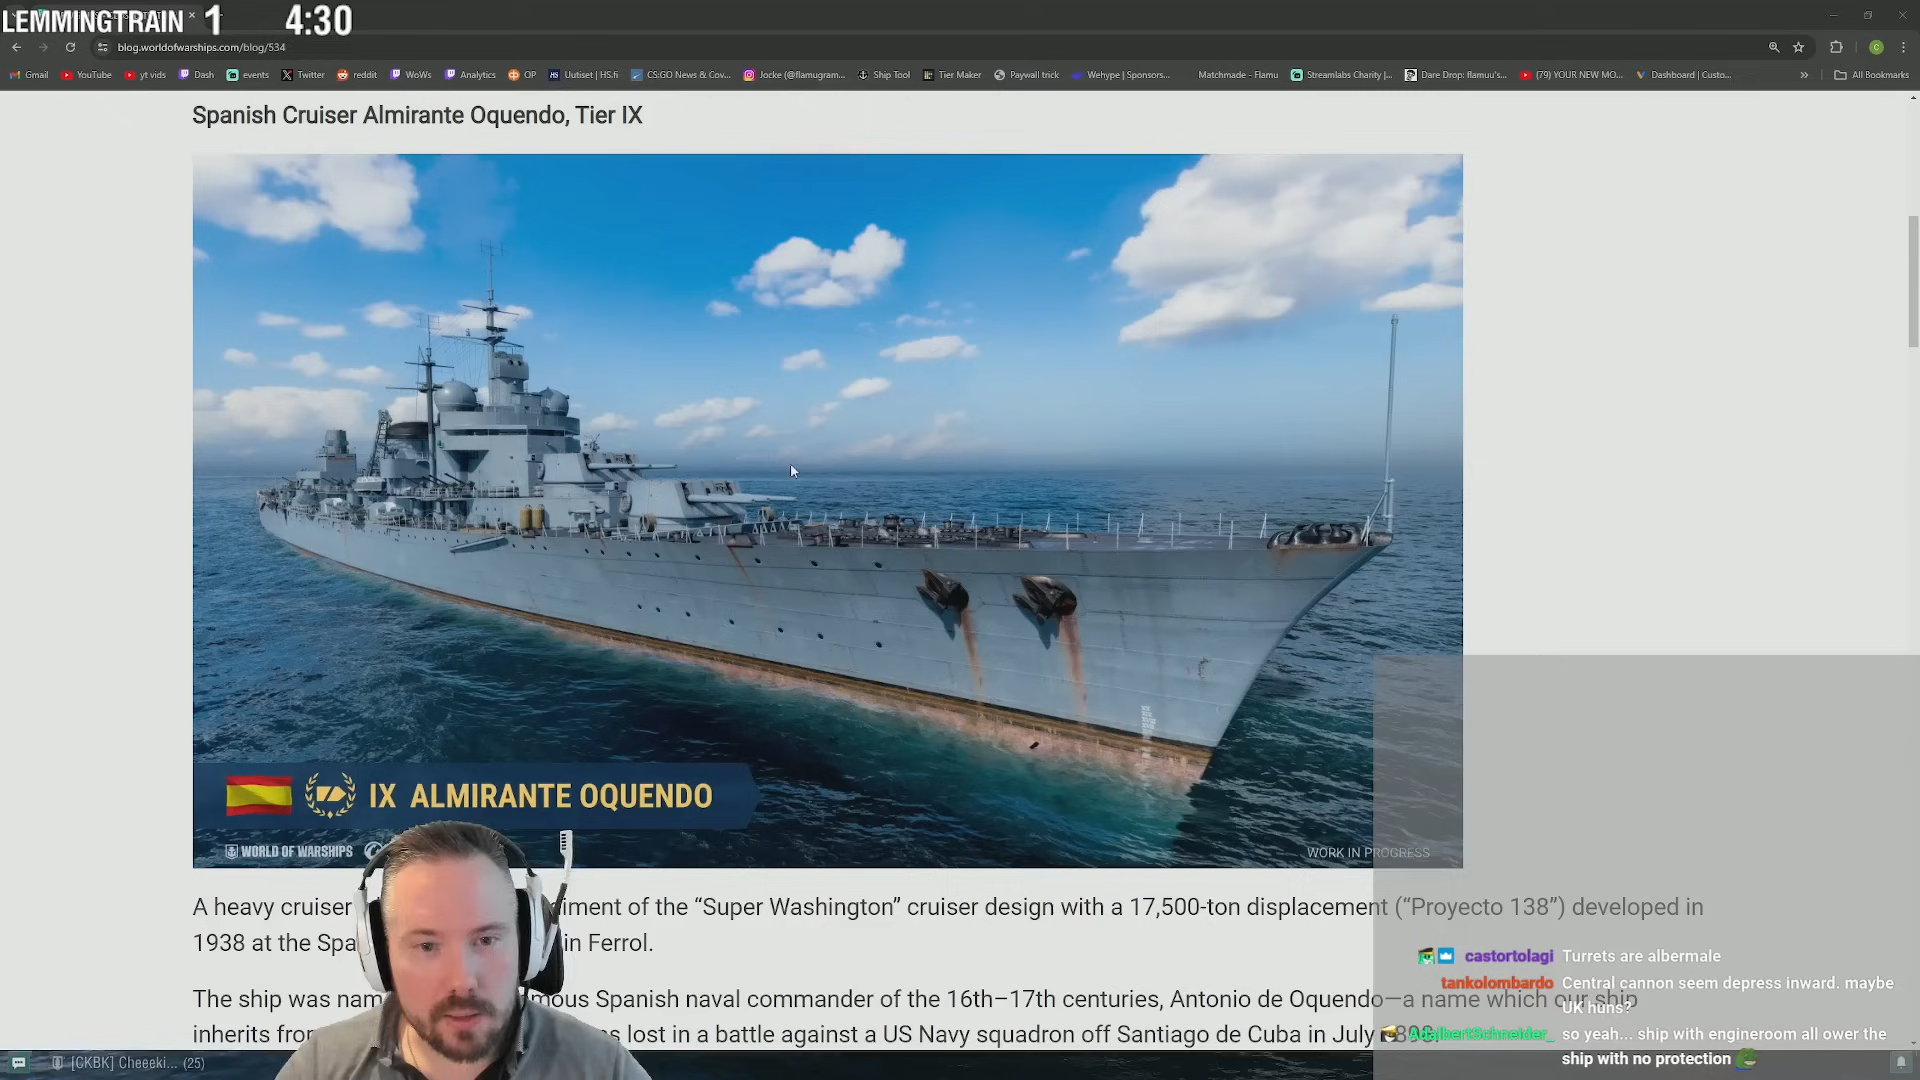 LEMMINGTRAIN 1 4:30
blog.worldofwarships.com/blog/534
Gmail YouTube yt vids Dash events Twitter reddit WoWs Analytics OP Uutiset | HS.fi CS:GO News & Cov... Jocke (@flamugram... Ship Tool Tier Maker Paywall trick Wehype | Sponsors... Matchmade - Flamu Streamlabs Charity |... Dare Drop: flamuu's... (79) YOUR NEW MO... Dashboard | Custo... » All Bookmarks
Spanish Cruiser Almirante Oquendo, Tier IX
IX ALMIRANTE OQUENDO
WORLD OF WARSHIPS
WORK IN PROGRESS
A heavy cruiser iment of the “Super Washington” cruiser design with a 17,500-ton displacement (“Proyecto 138”) developed in
1938 at the Spa in Ferrol.
The ship was nam mous Spanish naval commander of the 16th–17th centuries, Antonio de Oquendo—a name which our ship
inherits from s lost in a battle against a US Navy squadron off Santiago de Cuba in July
castortolagi Turrets are albermale
tankolombardo Central cannon seem depress inward. maybe
UK huns?
AdalbertSchneider_ so yeah... ship with engineroom all ower the
ship with no protection
[CKBK] Cheeeki... (25)